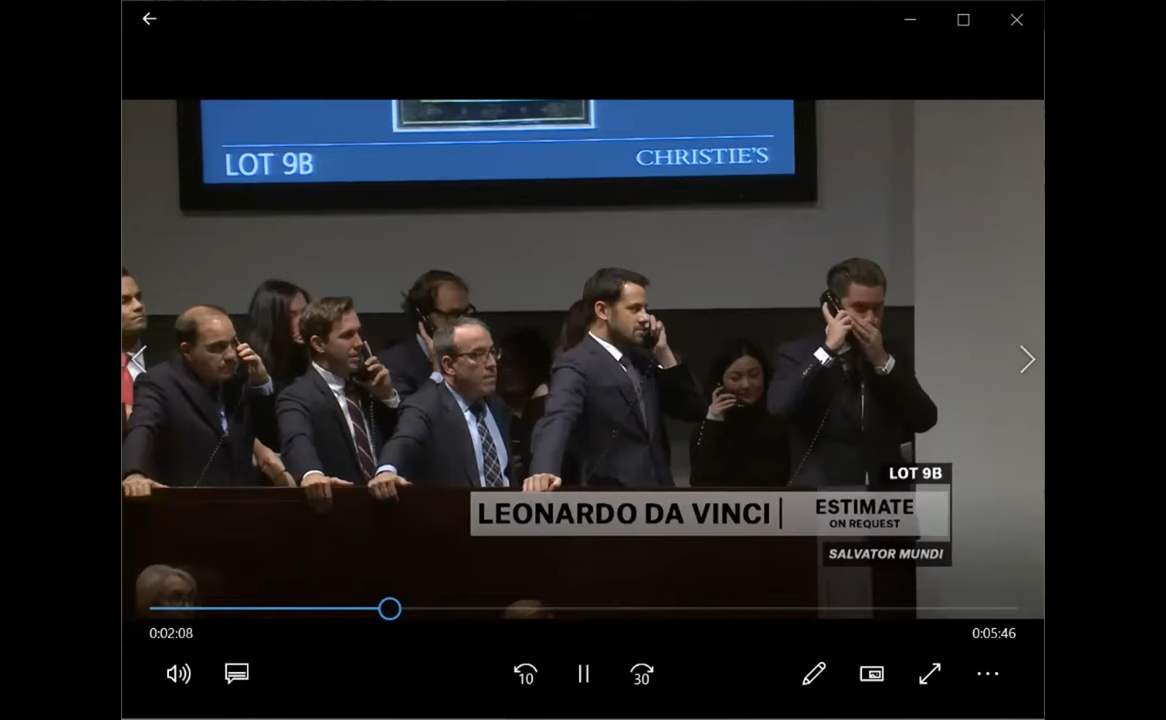 LOT 9B
CHRISTIE'S
LOT 9B
LEONARDO DA VINCI
ESTIMATE
ON REQUEST
SALVATOR MUNDI
0:02:08
0:05:46
10
30